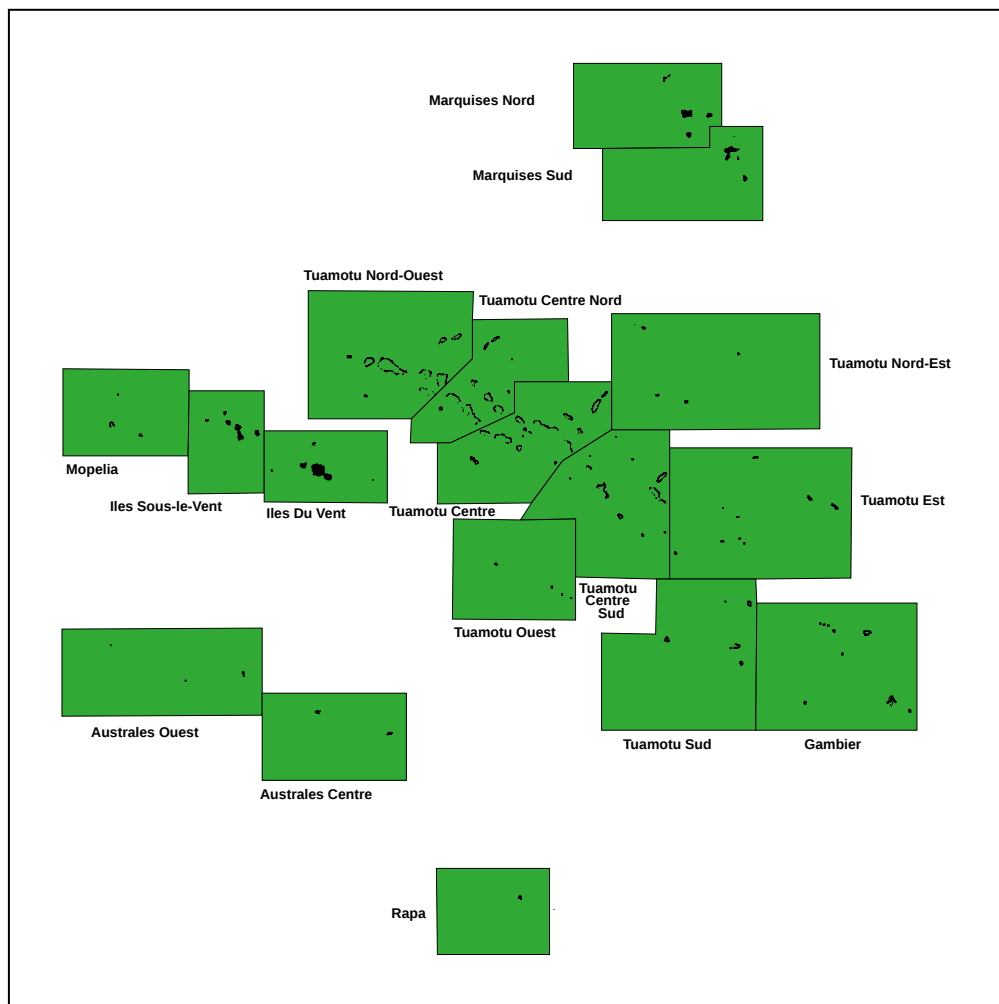 Marquises Nord
Marquises Sud
Tuamotu Nord-Ouest
Tuamotu Centre Nord
Tuamotu Nord-Est
Mopelia
Iles Sous-le-Vent
Iles Du Vent
Tuamotu Centre
Tuamotu Est
Tuamotu
Centre
Sud
Tuamotu Ouest
Australes Ouest
Tuamotu Sud
Gambier
Australes Centre
Rapa